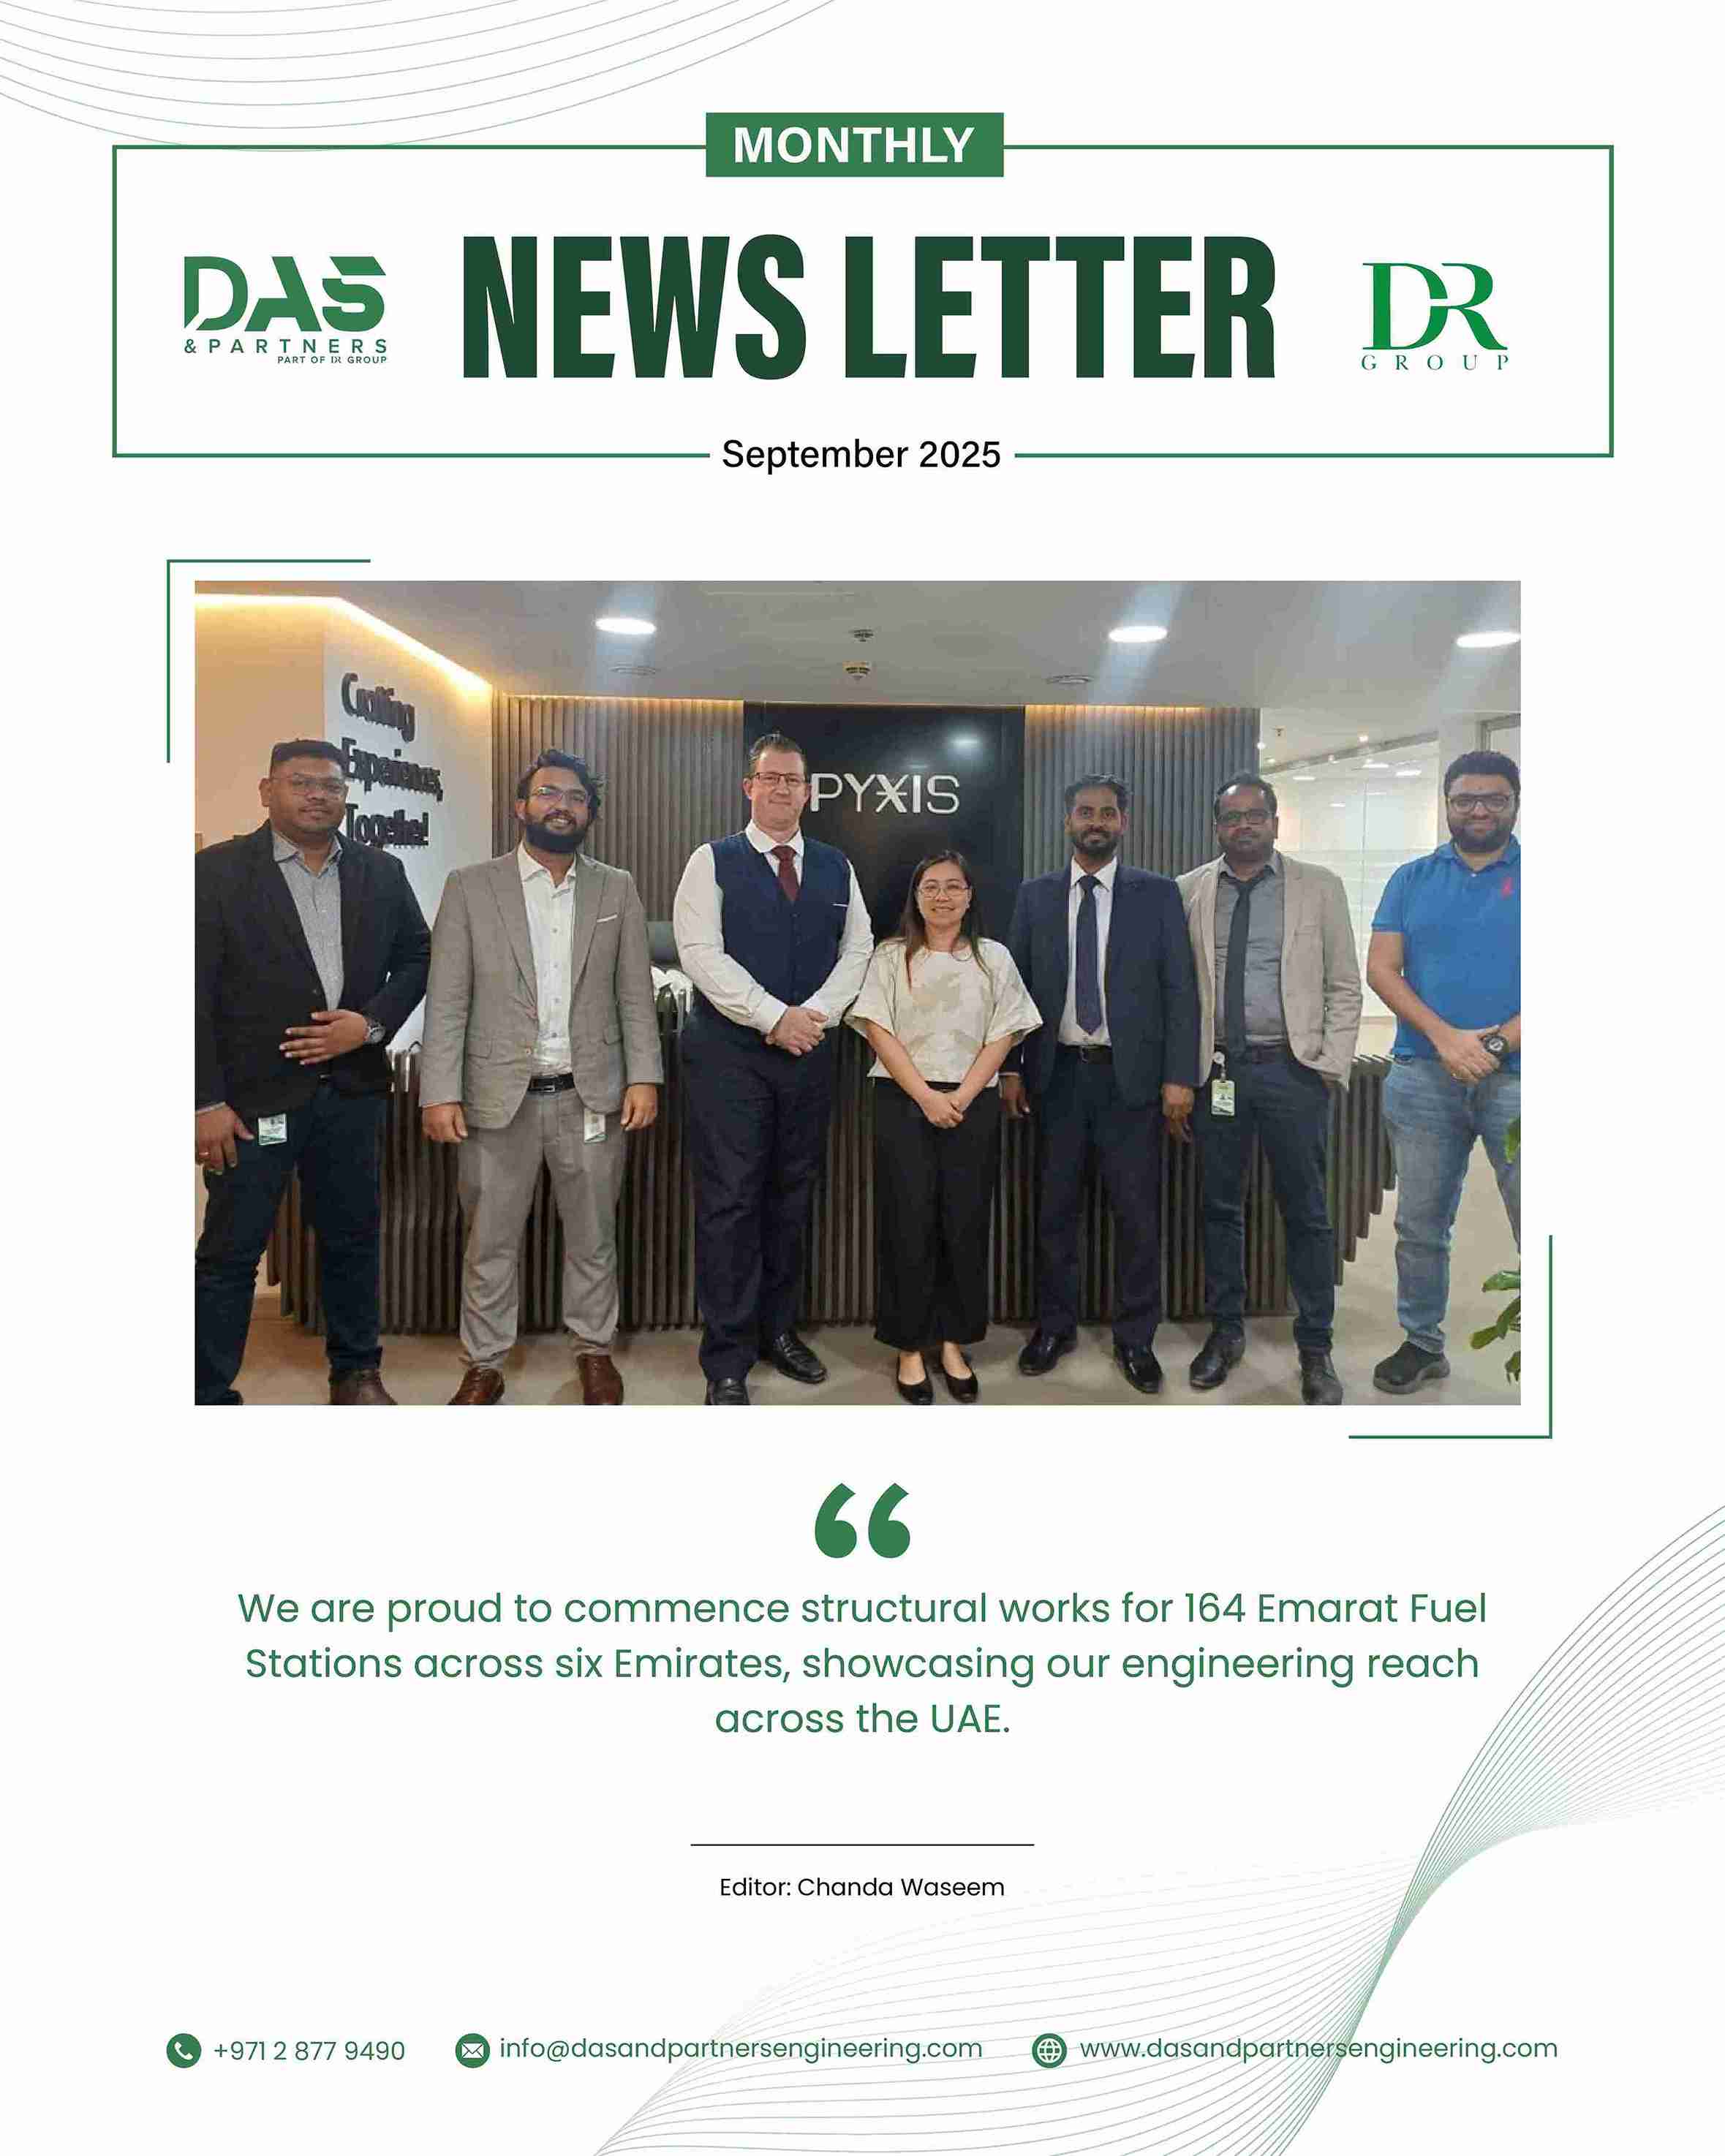 MONTHLY
DAS
& PARTNERS
PART OF DR GROUP
NEWS LETTER
DR
GROUP
September 2025
Crafting
Experiences,
Together!
PYXIS
We are proud to commence structural works for 164 Emarat Fuel
Stations across six Emirates, showcasing our engineering reach
across the UAE.
Editor: Chanda Waseem
+971 2 877 9490
info@dasandpartnersengineering.com
www.dasandpartnersengineering.com